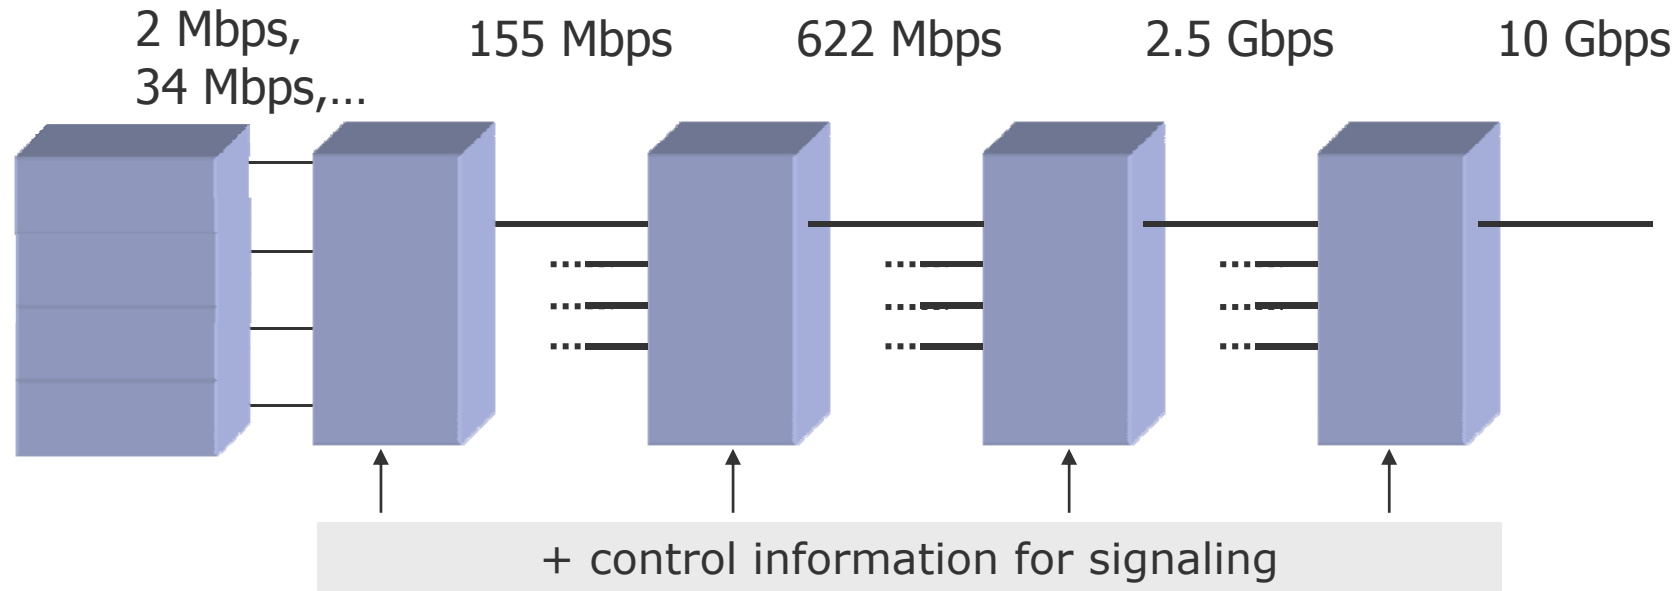 2 Mbps,
34 Mbps,...
155 Mbps
622 Mbps
2.5 Gbps
10 Gbps
+ control information for signaling